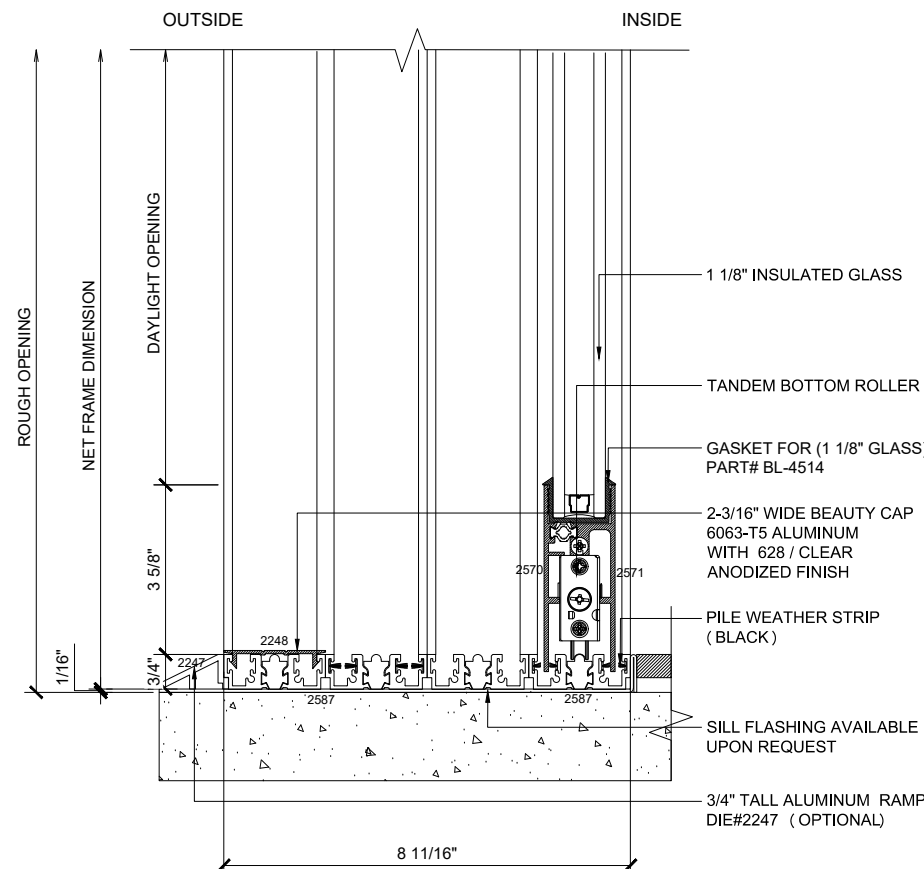 OUTSIDE
INSIDE
ROUGH OPENING
NET FRAME DIMENSION
DAYLIGHT OPENING
1 1/8" INSULATED GLASS
TANDEM BOTTOM ROLLER
GASKET FOR (1 1/8" GLASS)
PART# BL-4514
2-3/16" WIDE BEAUTY CAP
6063-T5 ALUMINUM
WITH 628 / CLEAR
ANODIZED FINISH
2570
2571
3 5/8"
PILE WEATHER STRIP
( BLACK )
2248
2247
1/16"
3/4"
2587
2587
SILL FLASHING AVAILABLE
UPON REQUEST
3/4" TALL ALUMINUM RAMP
DIE#2247 ( OPTIONAL)
8 11/16"